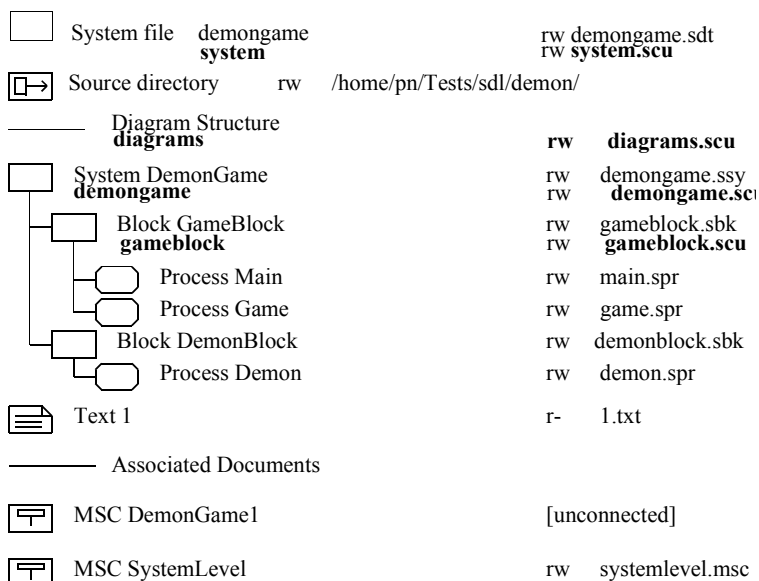 System file demongame rw demongame.sdt
system rw system.scu
Source directory rw /home/pn/Tests/sdl/demon/
Diagram Structure
diagrams rw diagrams.scu
System DemonGame rw demongame.ssy
demongame rw demongame.scu
Block GameBlock rw gameblock.sbk
gameblock rw gameblock.scu
Process Main rw main.spr
Process Game rw game.spr
Block DemonBlock rw demonblock.sbk
Process Demon rw demon.spr
Text 1 r- 1.txt
Associated Documents
MSC DemonGame1 [unconnected]
MSC SystemLevel rw systemlevel.msc